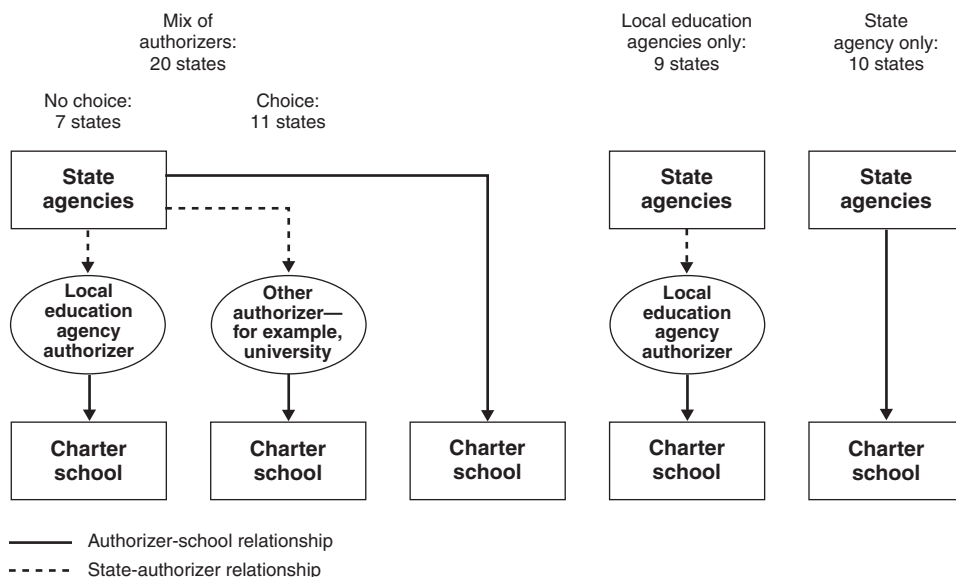 Mix of
authorizers:
20 states
Local education
agencies only:
9 states
State
agency only:
10 states
No choice:
7 states
Choice:
11 states
State
agencies
State
agencies
State
agencies
Local
education
agency
authorizer
Other
authorizer—
for example,
university
Local
education
agency
authorizer
Charter
school
Charter
school
Charter
school
Charter
school
Charter
school
Authorizer-school relationship
State-authorizer relationship